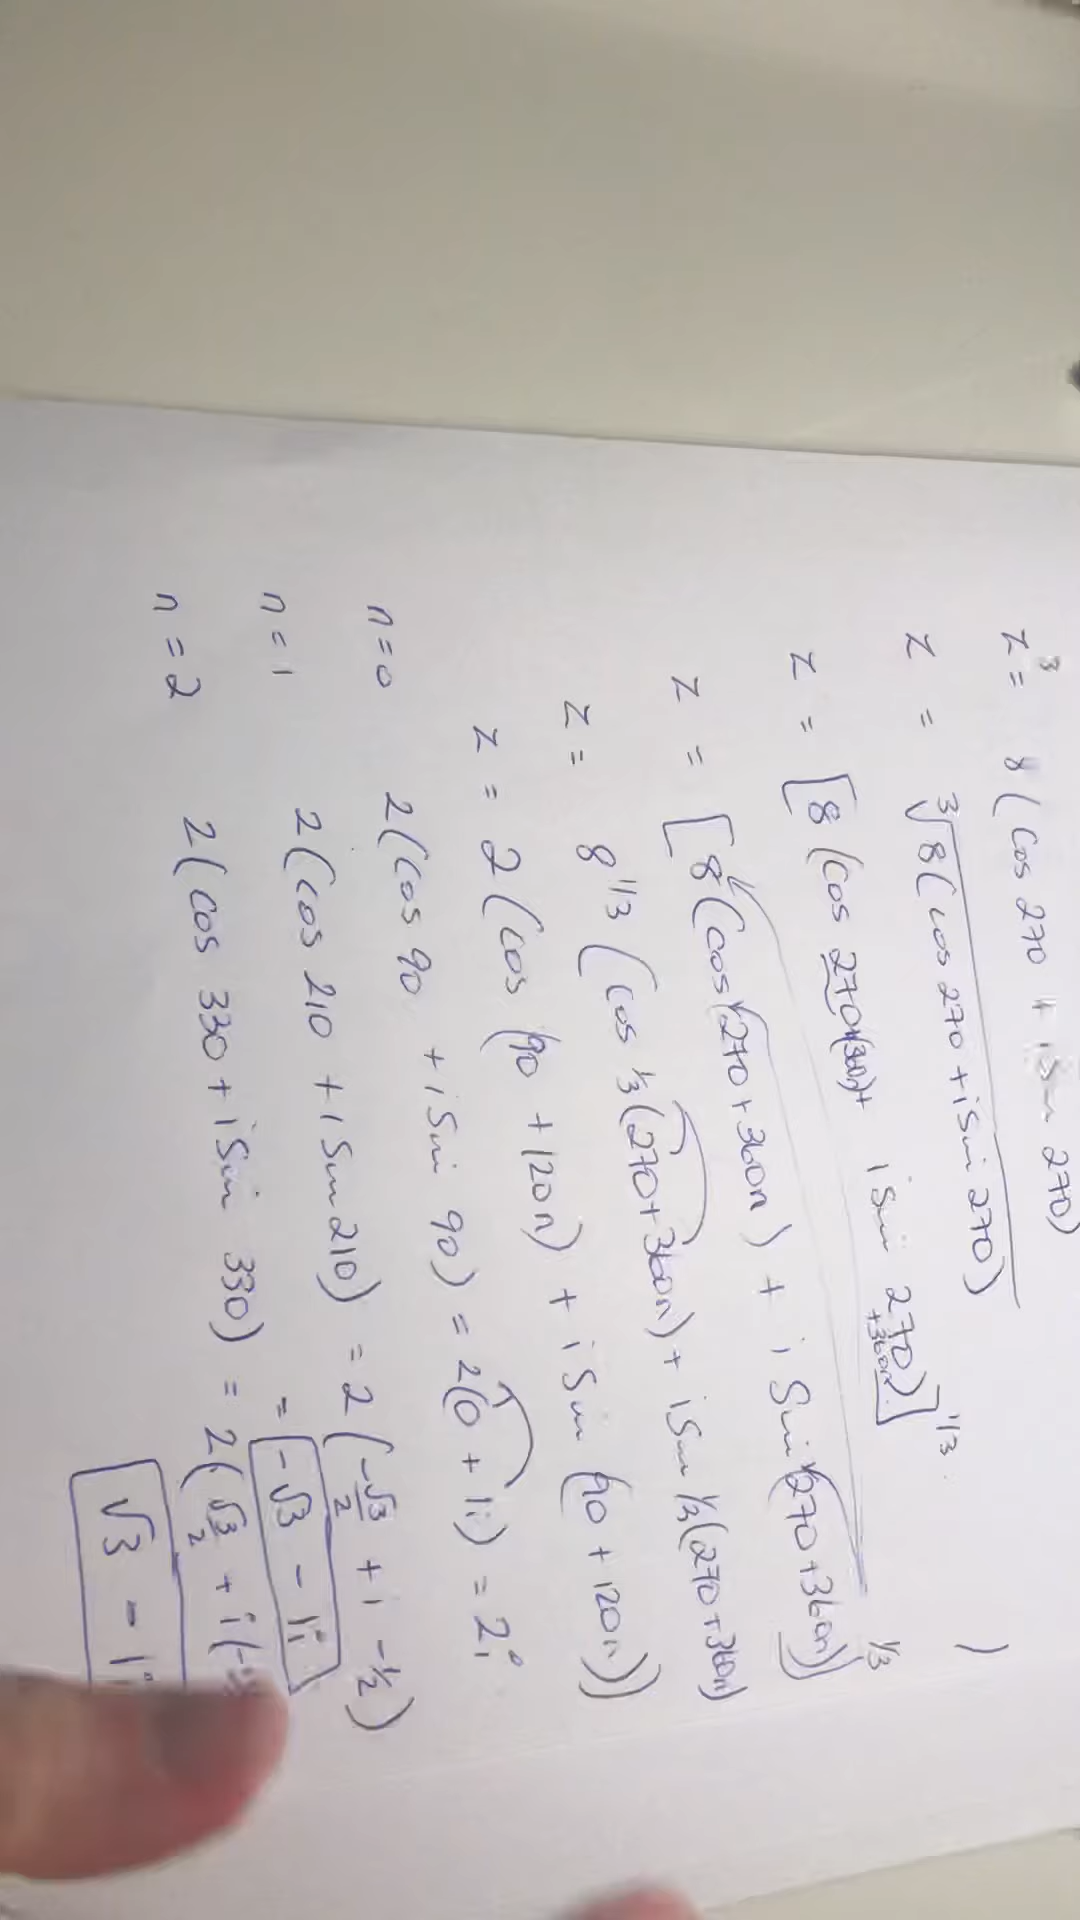 z³ = 8(cos 270 + i sin 270)
z = ∛8(cos 270 + i sin 270)
z = [8(cos 270+(360n)+ i sin 270+360n)]^1/3
z = [8(cos(270+360n) + i sin(270+360n))]^1/3
z = 8^1/3 (cos 1/3(270+360n) + i sin 1/3(270+360n)
z = 2(cos (90 + 120n) + i sin (90 + 120n))
n=0 2(cos 90 + i sin 90) = 2(0 + 1i) = 2i
n=1 2(cos 210 + i sin 210) = 2(-√3/2 + i -1/2)
= -√3 - 1i
n=2 2(cos 330 + i sin 330) = 2(√3/2 + i(-
√3 - 1i